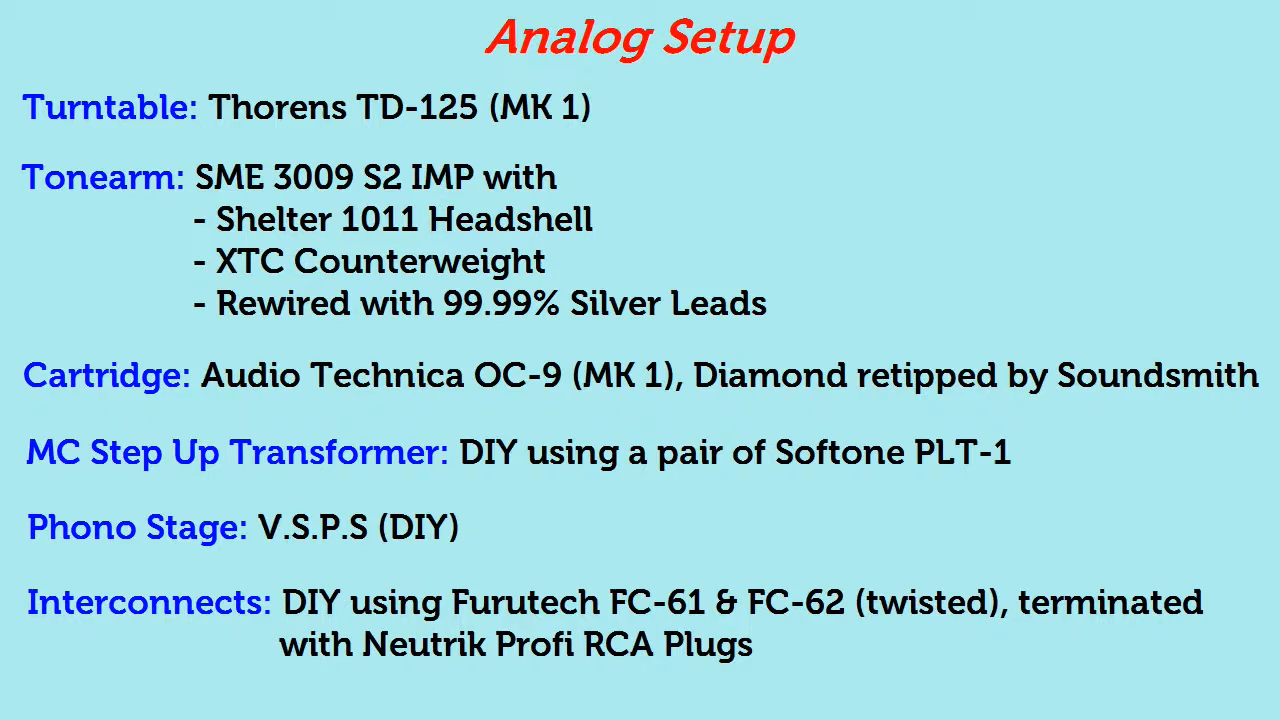 Analog Setup
Turntable: Thorens TD-125 (MK 1)
Tonearm: SME 3009 S2 IMP with
- Shelter 1011 Headshell
- XTC Counterweight
- Rewired with 99.99% Silver Leads
Cartridge: Audio Technica OC-9 (MK 1), Diamond retipped by Soundsmith
MC Step Up Transformer: DIY using a pair of Softone PLT-1
Phono Stage: V.S.P.S (DIY)
Interconnects: DIY using Furutech FC-61 & FC-62 (twisted), terminated
with Neutrik Profi RCA Plugs